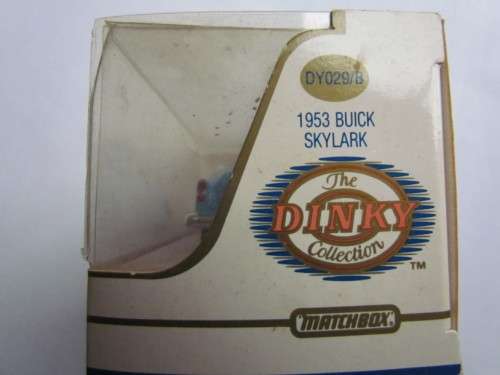 DY029/B
1953 BUICK
SKYLARK
The
DINKY
Collection
TM
MATCHBOX